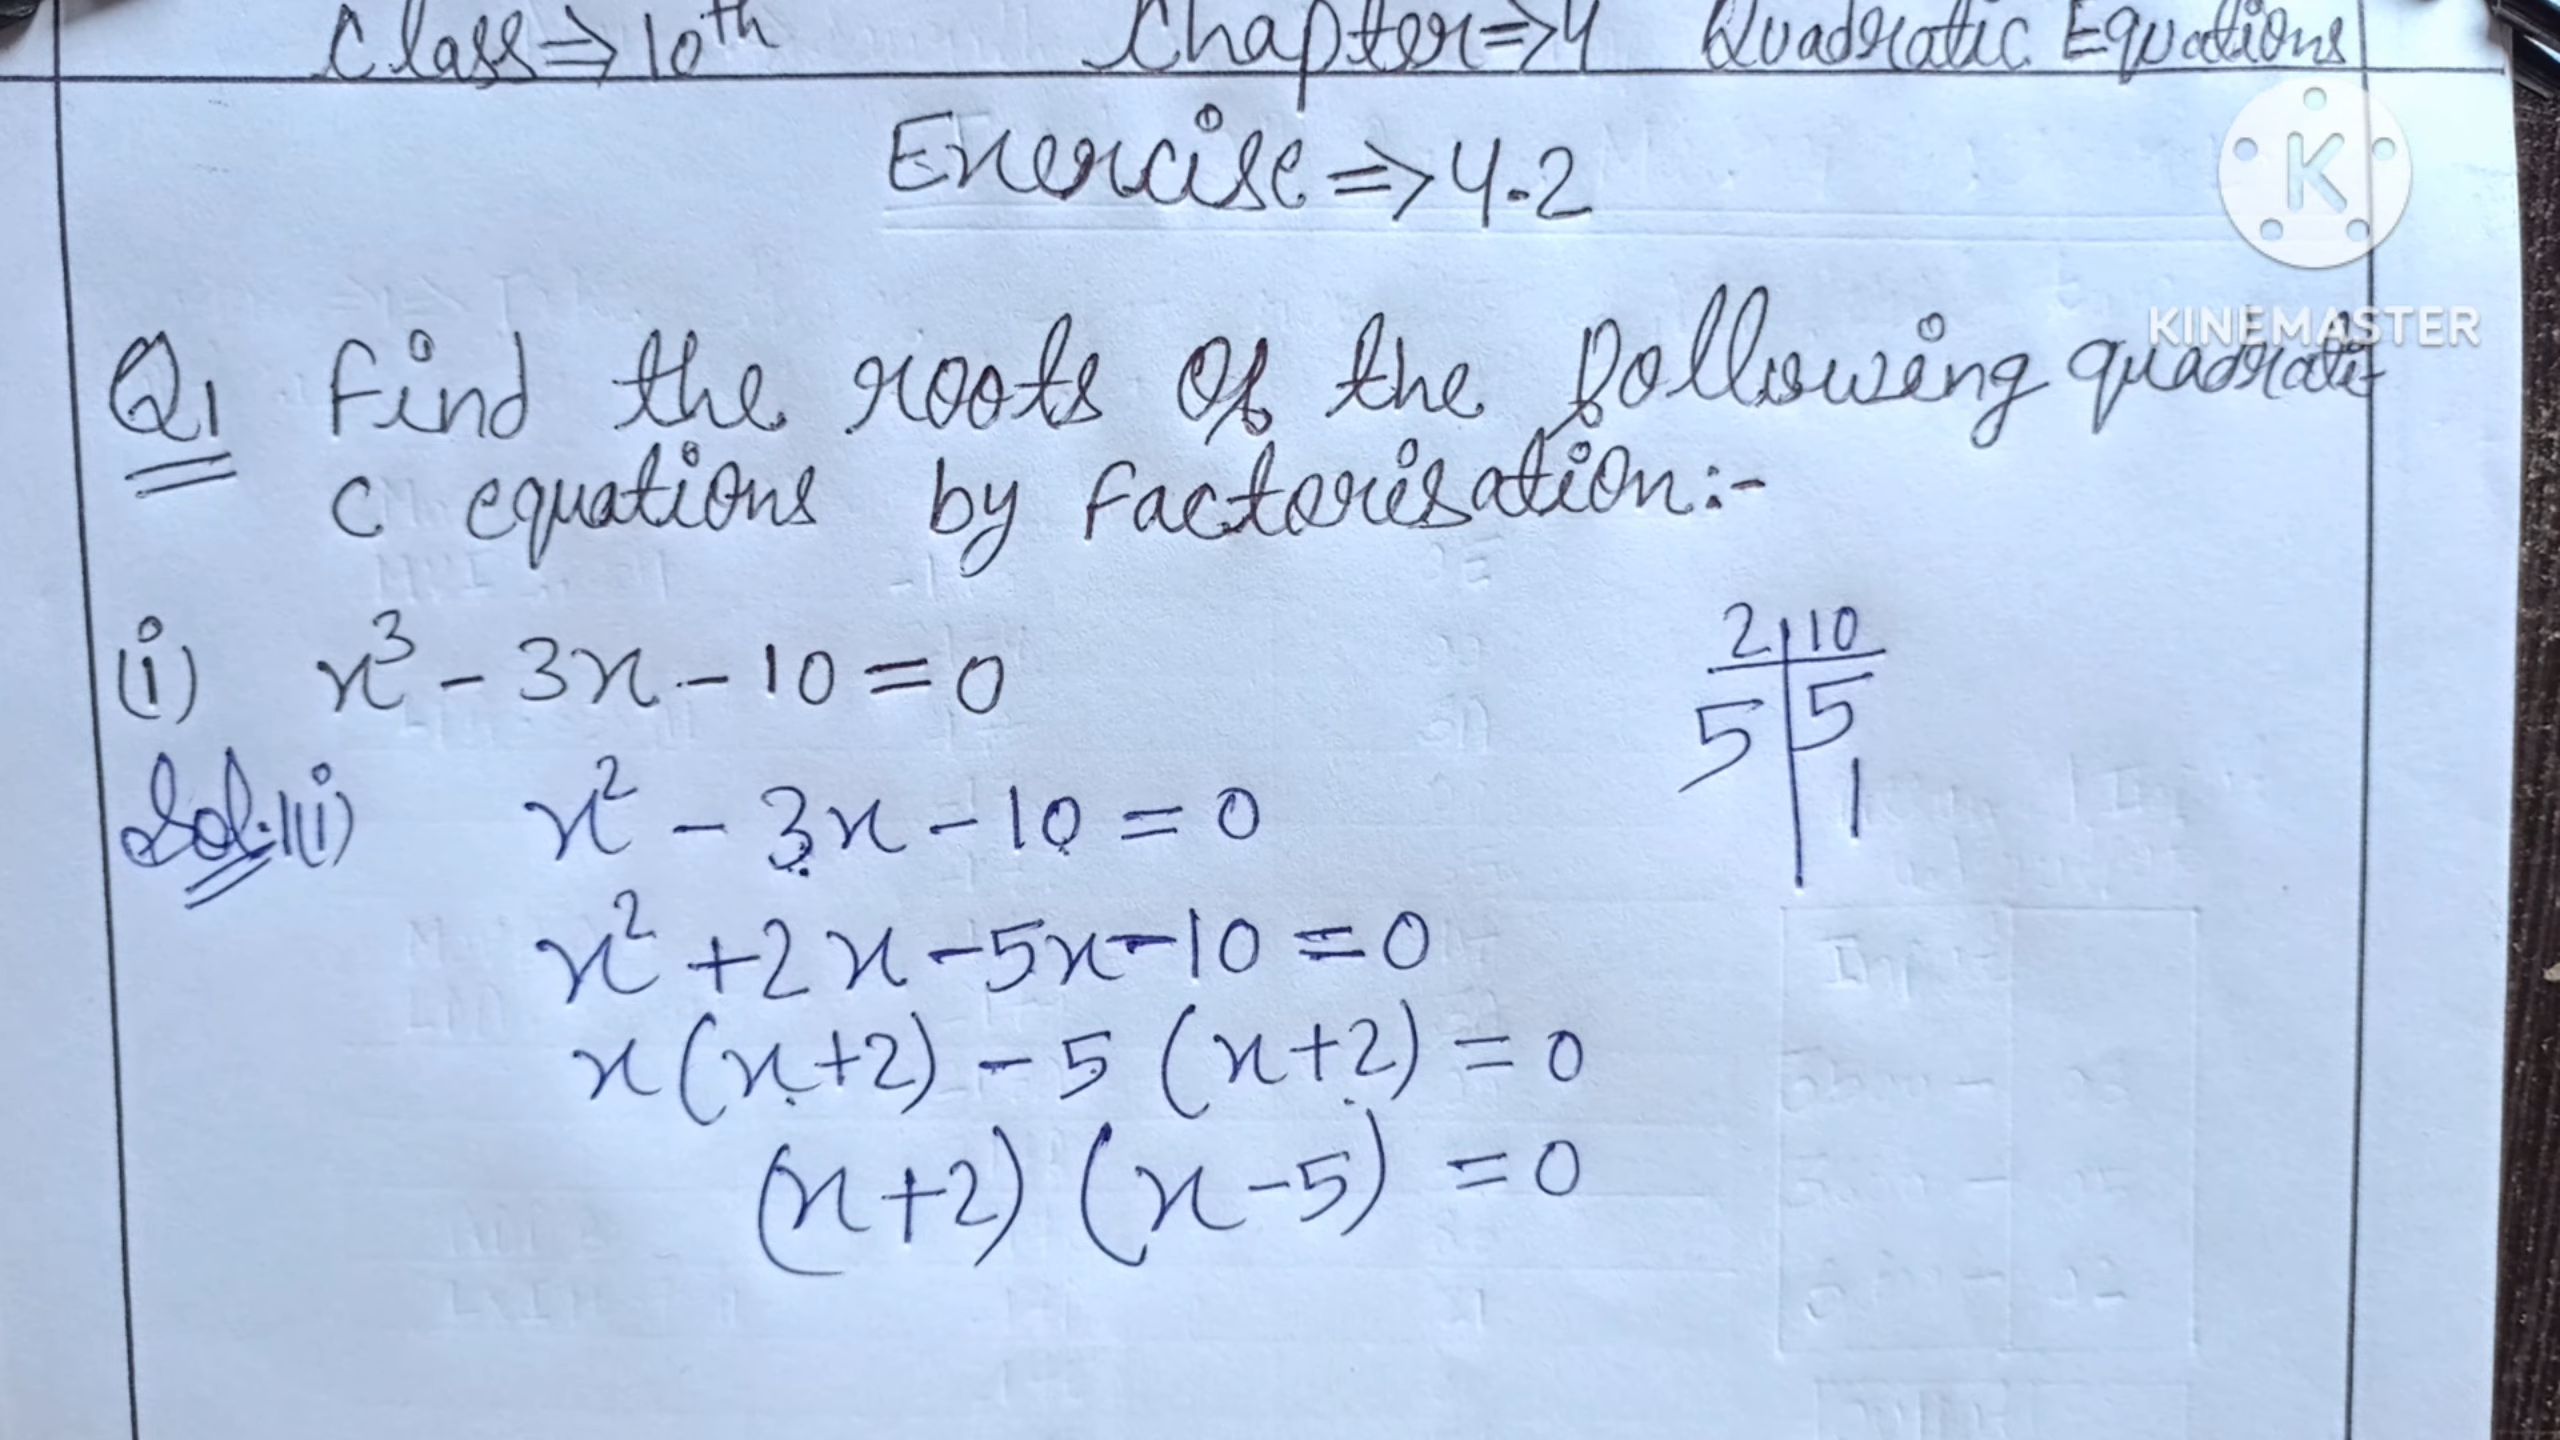 Class⇒10th Chapter⇒4 Quadratic Equations
Exercise⇒4.2
KINEMASTER
Q1 Find the roots of the following quadrati
c equations by factorisation:-
(i) x³ - 3x - 10 = 0
2 | 10
5 | 5
1
Sol:1(i) x² - 3x - 10 = 0
x² + 2x - 5x - 10 = 0
x(x+2) - 5(x+2) = 0
(x+2) (x-5) = 0